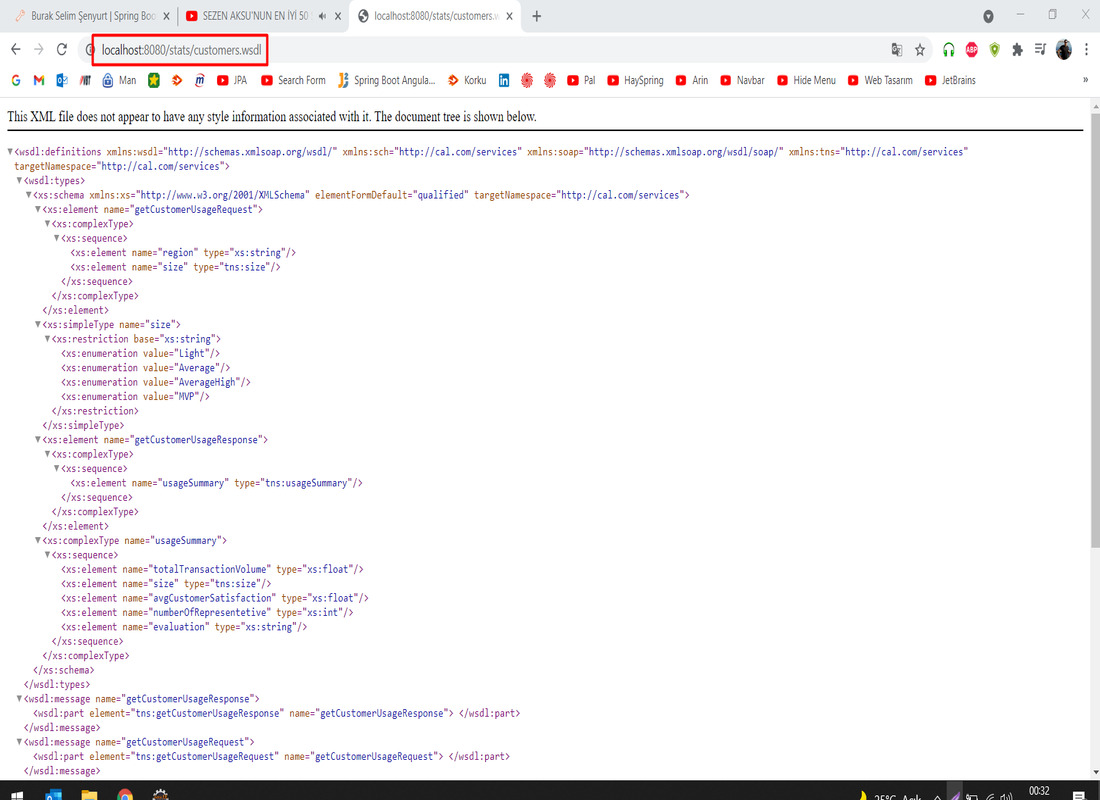 Burak Selim Şenyurt | Spring Boo
SEZEN AKSU'NUN EN İYİ 50
localhost:8080/stats/customers.w
localhost:8080/stats/customers.wsdl
ABP
Man
JPA
Search Form
Spring Boot Angula...
Korku
Pal
HaySpring
Arin
Navbar
Hide Menu
Web Tasarım
JetBrains
»
This XML file does not appear to have any style information associated with it. The document tree is shown below.
<wsdl:definitions xmlns:wsdl="http://schemas.xmlsoap.org/wsdl/" xmlns:sch="http://cal.com/services" xmlns:soap="http://schemas.xmlsoap.org/wsdl/soap/" xmlns:tns="http://cal.com/services"
targetNamespace="http://cal.com/services">
<wsdl:types>
<xs:schema xmlns:xs="http://www.w3.org/2001/XMLSchema" elementFormDefault="qualified" targetNamespace="http://cal.com/services">
<xs:element name="getCustomerUsageRequest">
<xs:complexType>
<xs:sequence>
<xs:element name="region" type="xs:string"/>
<xs:element name="size" type="tns:size"/>
</xs:sequence>
</xs:complexType>
</xs:element>
<xs:simpleType name="size">
<xs:restriction base="xs:string">
<xs:enumeration value="Light"/>
<xs:enumeration value="Average"/>
<xs:enumeration value="AverageHigh"/>
<xs:enumeration value="MVP"/>
</xs:restriction>
</xs:simpleType>
<xs:element name="getCustomerUsageResponse">
<xs:complexType>
<xs:sequence>
<xs:element name="usageSummary" type="tns:usageSummary"/>
</xs:sequence>
</xs:complexType>
</xs:element>
<xs:complexType name="usageSummary">
<xs:sequence>
<xs:element name="totalTransactionVolume" type="xs:float"/>
<xs:element name="size" type="tns:size"/>
<xs:element name="avgCustomerSatisfaction" type="xs:float"/>
<xs:element name="numberOfRepresentetive" type="xs:int"/>
<xs:element name="evaluation" type="xs:string"/>
</xs:sequence>
</xs:complexType>
</xs:schema>
</wsdl:types>
<wsdl:message name="getCustomerUsageResponse">
<wsdl:part element="tns:getCustomerUsageResponse" name="getCustomerUsageResponse"> </wsdl:part>
</wsdl:message>
<wsdl:message name="getCustomerUsageRequest">
<wsdl:part element="tns:getCustomerUsageRequest" name="getCustomerUsageRequest"> </wsdl:part>
</wsdl:message>
25°C Açık
00:32